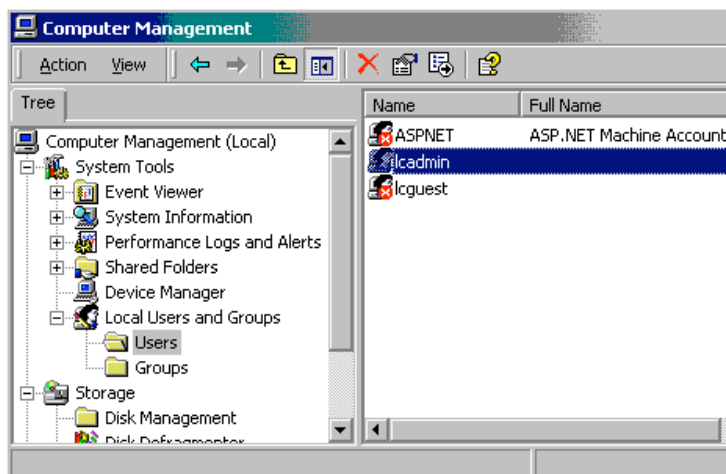 Computer Management
Action View
Tree
Computer Management (Local)
System Tools
Event Viewer
System Information
Performance Logs and Alerts
Shared Folders
Device Manager
Local Users and Groups
Users
Groups
Storage
Disk Management
Disk Defragmenter
Name Full Name
ASPNET ASP.NET Machine Account
lcadmin
lcguest